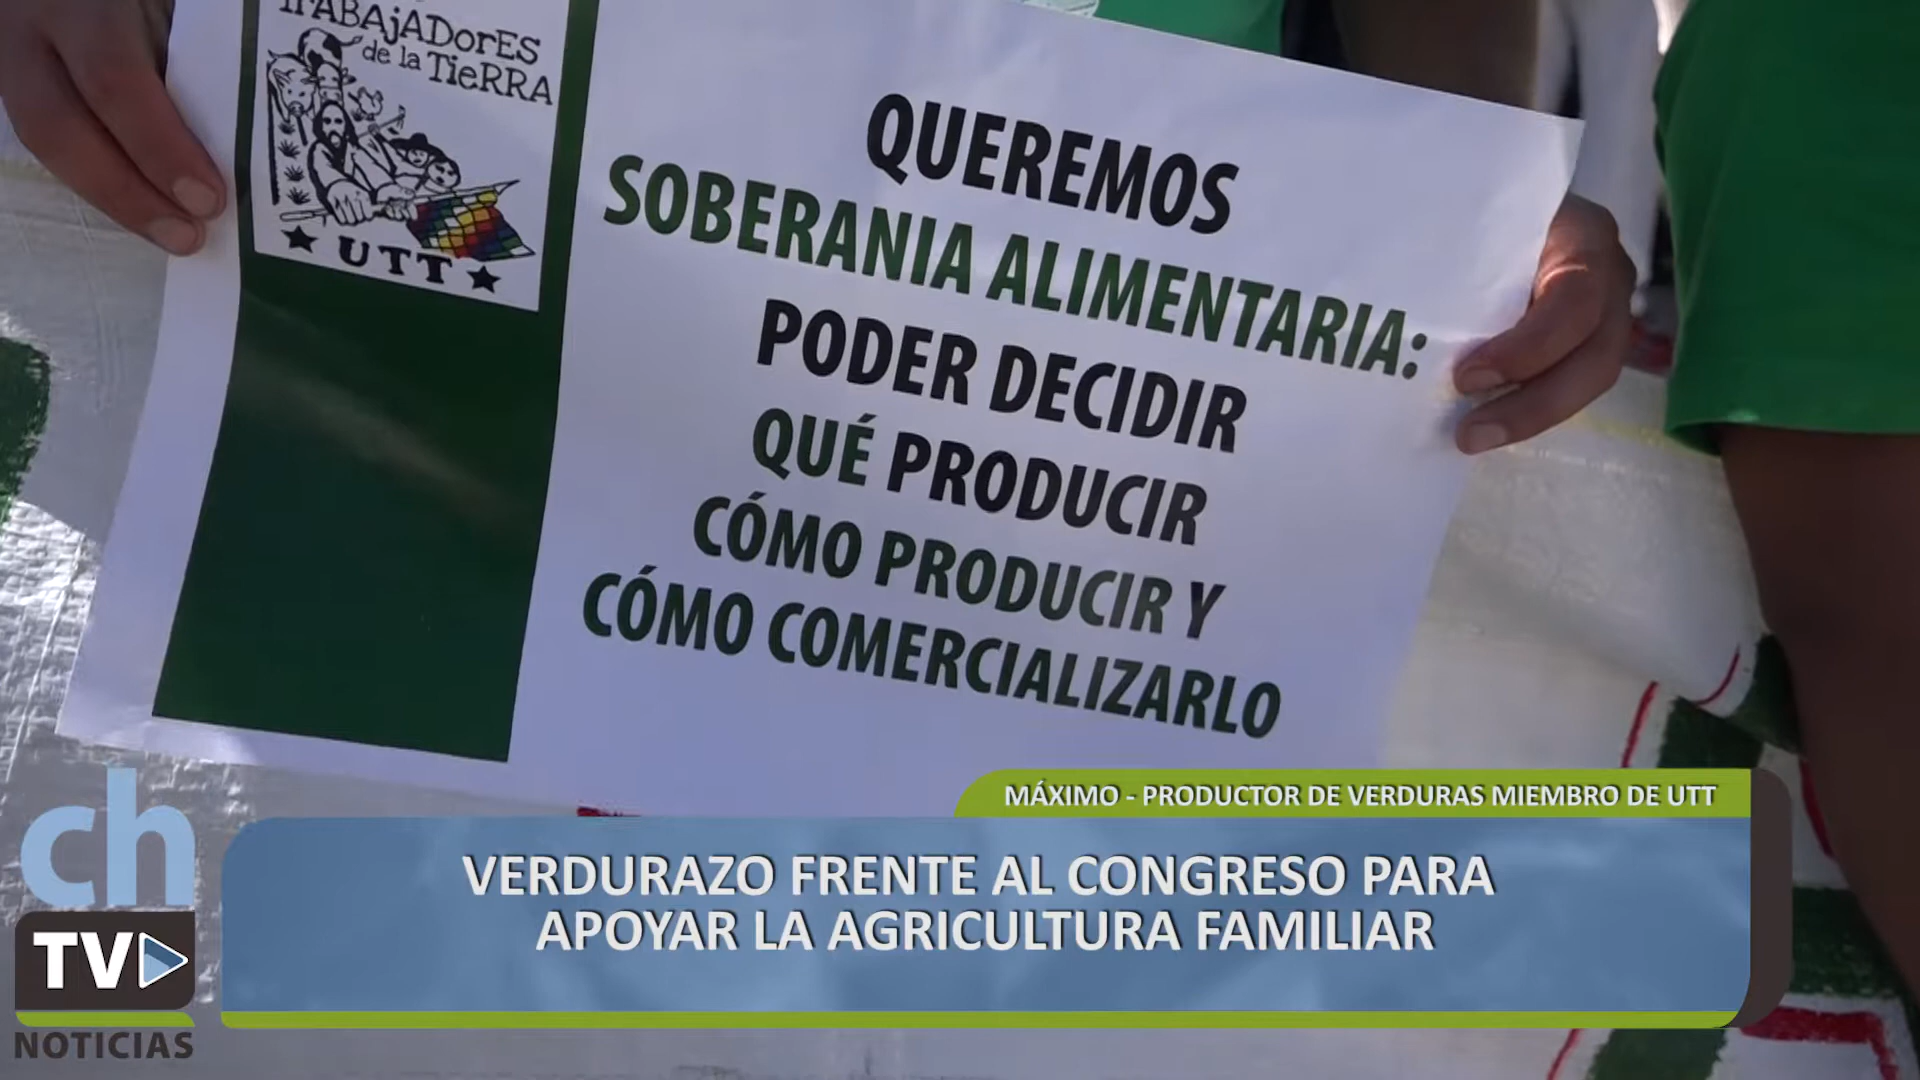 TrABAjADorES
de la TieRRA
UTT
QUEREMOS
SOBERANIA ALIMENTARIA:
PODER DECIDIR
QUÉ PRODUCIR
CÓMO PRODUCIR Y
CÓMO COMERCIALIZARLO
MÁXIMO - PRODUCTOR DE VERDURAS MIEMBRO DE UTT
VERDURAZO FRENTE AL CONGRESO PARA
APOYAR LA AGRICULTURA FAMILIAR
ch
TV
NOTICIAS